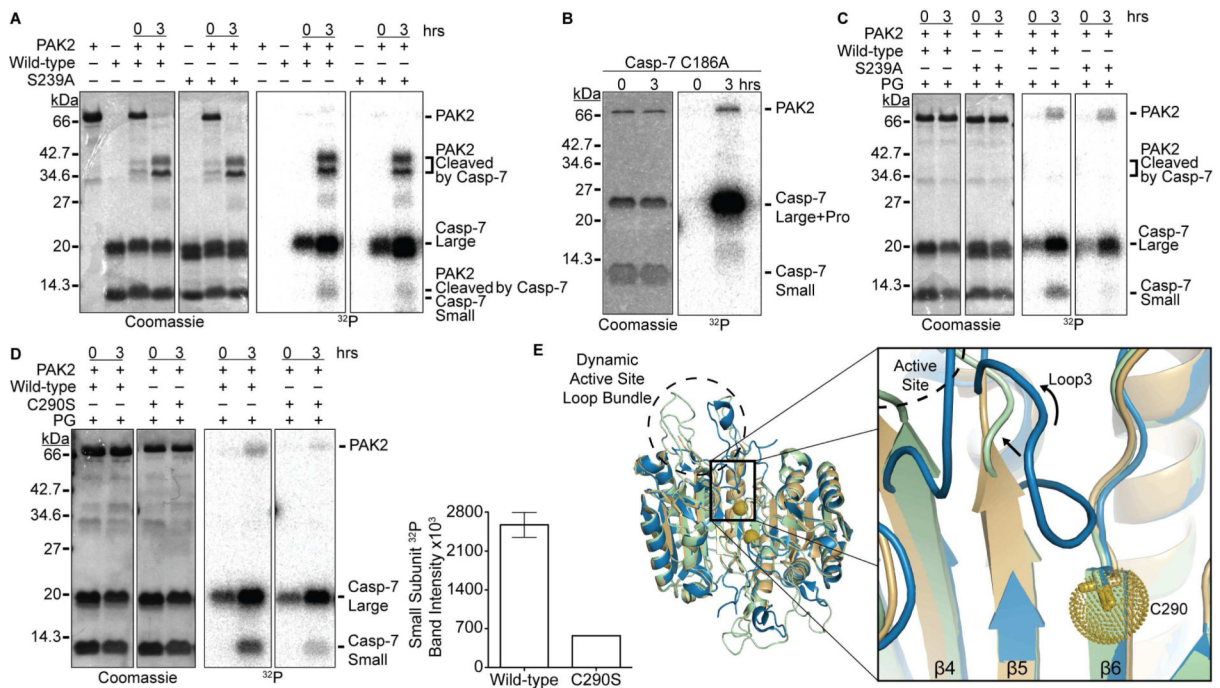 A
0 3 0 3 0 3 0 3 hrs
PAK2 + – + + – + + + – + + – + +
Wild-type – + + + – – – – + + + – – –
S239A – – – – + + + – – – – + + +
kDa
66
42.7
34.6
27
20
14.3
PAK2
PAK2
Cleaved
by Casp-7
Casp-7
Large
PAK2
Cleaved by Casp-7
Casp-7
Small
Coomassie
32P
B
Casp-7 C186A
0 3 0 3 hrs
kDa
66
42.7
34.6
27
20
14.3
PAK2
Casp-7
Large+Pro
Casp-7
Small
Coomassie
32P
C
0 3 0 3 0 3 0 3 hrs
PAK2 + + + + + + + +
Wild-type + + – – + + – –
S239A – – + + – – + +
PG + + + + + + + +
kDa
66
42.7
34.6
27
20
14.3
PAK2
PAK2
Cleaved
by Casp-7
Casp-7
Large
Casp-7
Small
Coomassie
32P
D
0 3 0 3 0 3 0 3 hrs
PAK2 + + + + + + + +
Wild-type + + – – + + – –
C290S – – + + – – + +
PG + + + + + + + +
kDa
66
42.7
34.6
27
20
14.3
PAK2
Casp-7
Large
Casp-7
Small
Coomassie
32P
Small Subunit 32P
Band Intensity x103
2800
2100
1400
700
0
Wild-type C290S
E
Dynamic
Active Site
Loop Bundle
Active
Site
Loop3
C290
β4 β5 β6